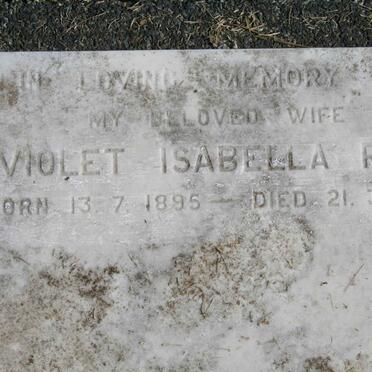 IN LOVING MEMORY
MY BELOVED WIFE
VIOLET ISABELLA
BORN 13.7.1895 — DIED 21.